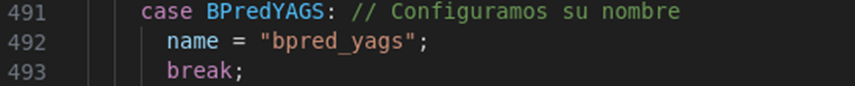 491 case BPredYAGS: // Configuramos su nombre
492 name = "bpred_yags";
493 break;